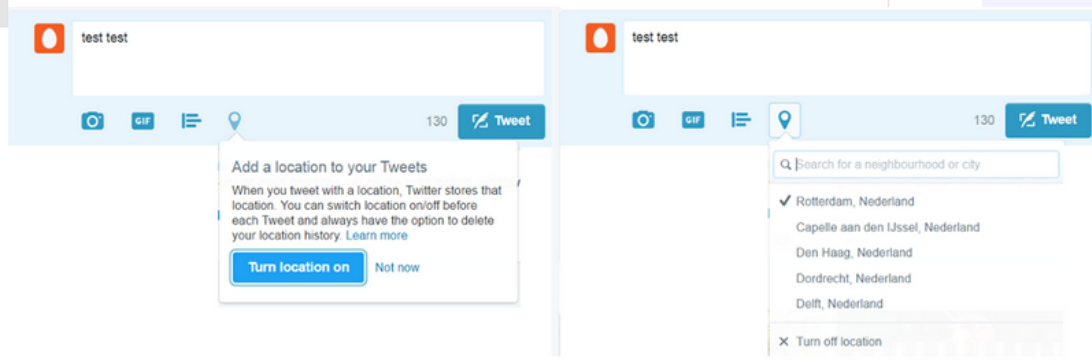 test test
GIF
130
Tweet
Add a location to your Tweets
When you tweet with a location, Twitter stores that
location. You can switch location on/off before
each Tweet and always have the option to delete
your location history. Learn more
Turn location on
Not now
test test
GIF
130
Tweet
Search for a neighbourhood or city
Rotterdam, Nederland
Capelle aan den IJssel, Nederland
Den Haag, Nederland
Dordrecht, Nederland
Delft, Nederland
Turn off location